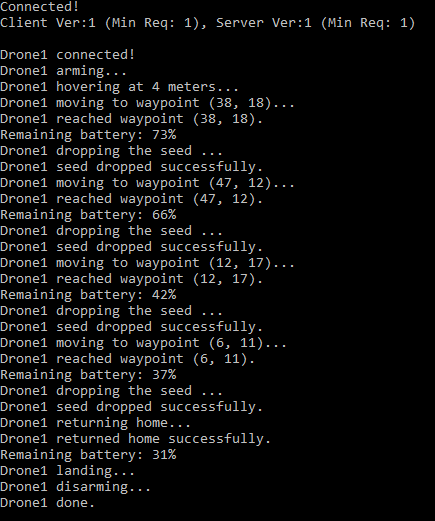 Connected!
Client Ver:1 (Min Req: 1), Server Ver:1 (Min Req: 1)
Drone1 connected!
Drone1 arming...
Drone1 hovering at 4 meters...
Drone1 moving to waypoint (38, 18)...
Drone1 reached waypoint (38, 18).
Remaining battery: 73%
Drone1 dropping the seed ...
Drone1 seed dropped successfully.
Drone1 moving to waypoint (47, 12)...
Drone1 reached waypoint (47, 12).
Remaining battery: 66%
Drone1 dropping the seed ...
Drone1 seed dropped successfully.
Drone1 moving to waypoint (12, 17)...
Drone1 reached waypoint (12, 17).
Remaining battery: 42%
Drone1 dropping the seed ...
Drone1 seed dropped successfully.
Drone1 moving to waypoint (6, 11)...
Drone1 reached waypoint (6, 11).
Remaining battery: 37%
Drone1 dropping the seed ...
Drone1 seed dropped successfully.
Drone1 returning home...
Drone1 returned home successfully.
Remaining battery: 31%
Drone1 landing...
Drone1 disarming...
Drone1 done.